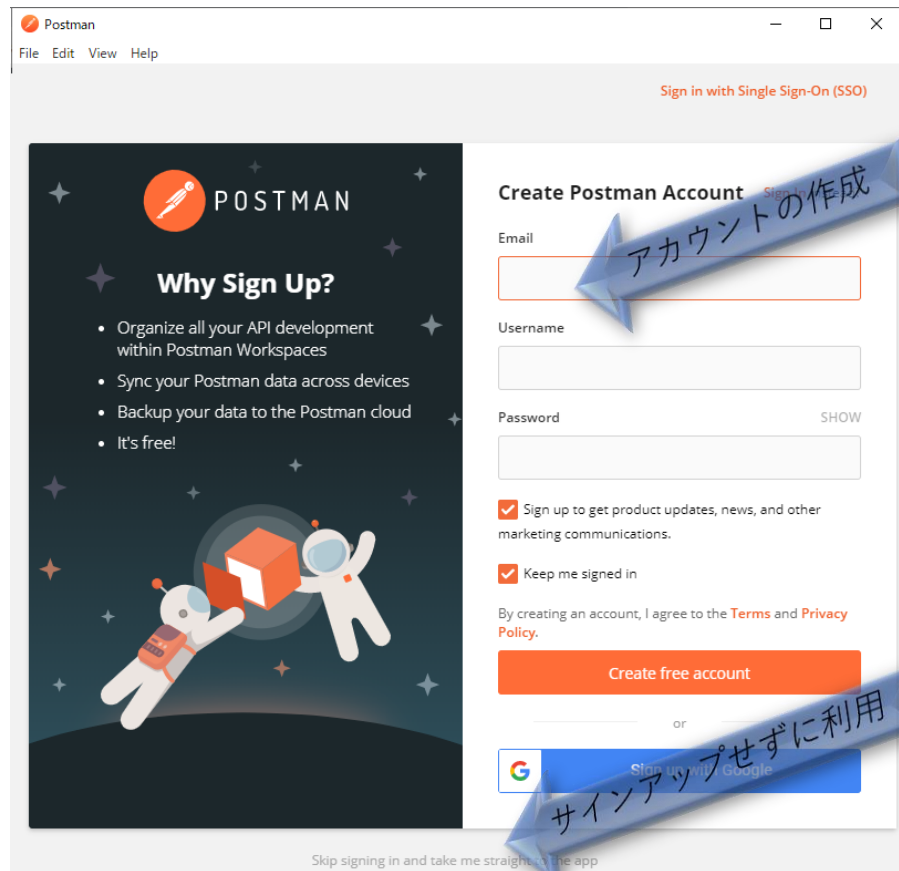 Postman
File Edit View Help
Sign in with Single Sign-On (SSO)
POSTMAN
Why Sign Up?
• Organize all your API development
within Postman Workspaces
• Sync your Postman data across devices
• Backup your data to the Postman cloud
• It's free!
Create Postman Account Sign In
アカウントの作成
Email
Username
Password SHOW
Sign up to get product updates, news, and other
marketing communications.
Keep me signed in
By creating an account, I agree to the Terms and Privacy
Policy.
Create free account
or
サインアップせずに利用
Sign up with Google
Skip signing in and take me straight to the app